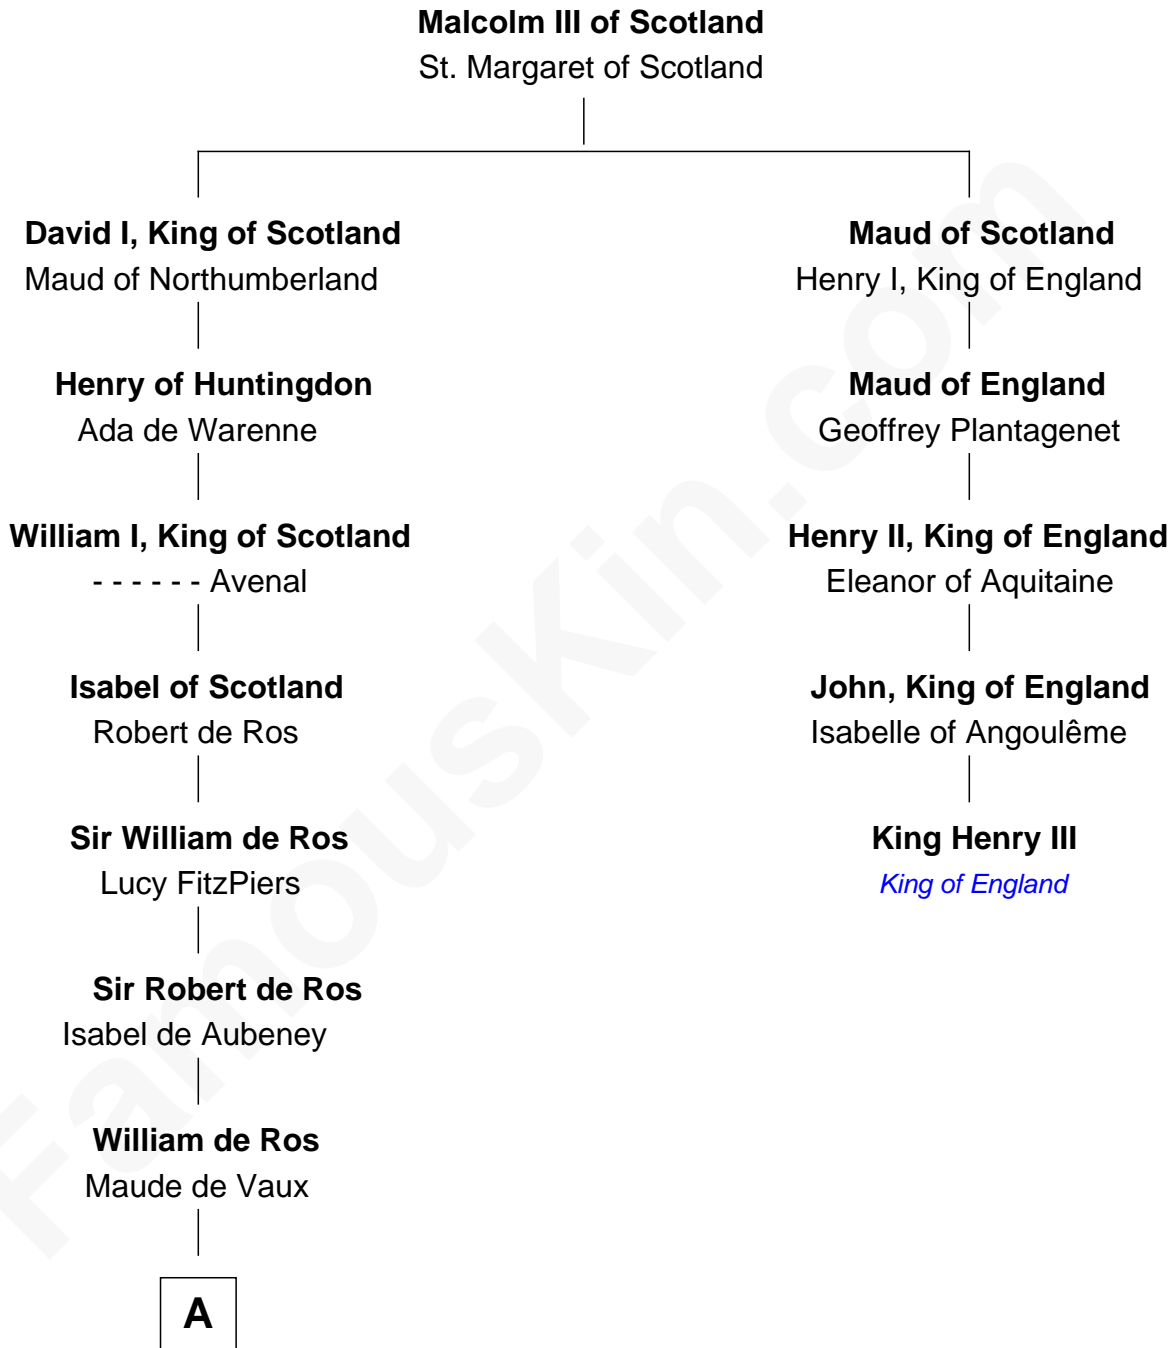 Malcolm III of Scotland
St. Margaret of Scotland
David I, King of Scotland
Maud of Northumberland
Henry of Huntingdon
Ada de Warenne
William I, King of Scotland
- - - - - - Avenal
Isabel of Scotland
Robert de Ros
Sir William de Ros
Lucy FitzPiers
Sir Robert de Ros
Isabel de Aubeney
William de Ros
Maude de Vaux
A
Maud of Scotland
Henry I, King of England
Maud of England
Geoffrey Plantagenet
Henry II, King of England
Eleanor of Aquitaine
John, King of England
Isabelle of Angoulême
King Henry III
King of England
FamousKin.com